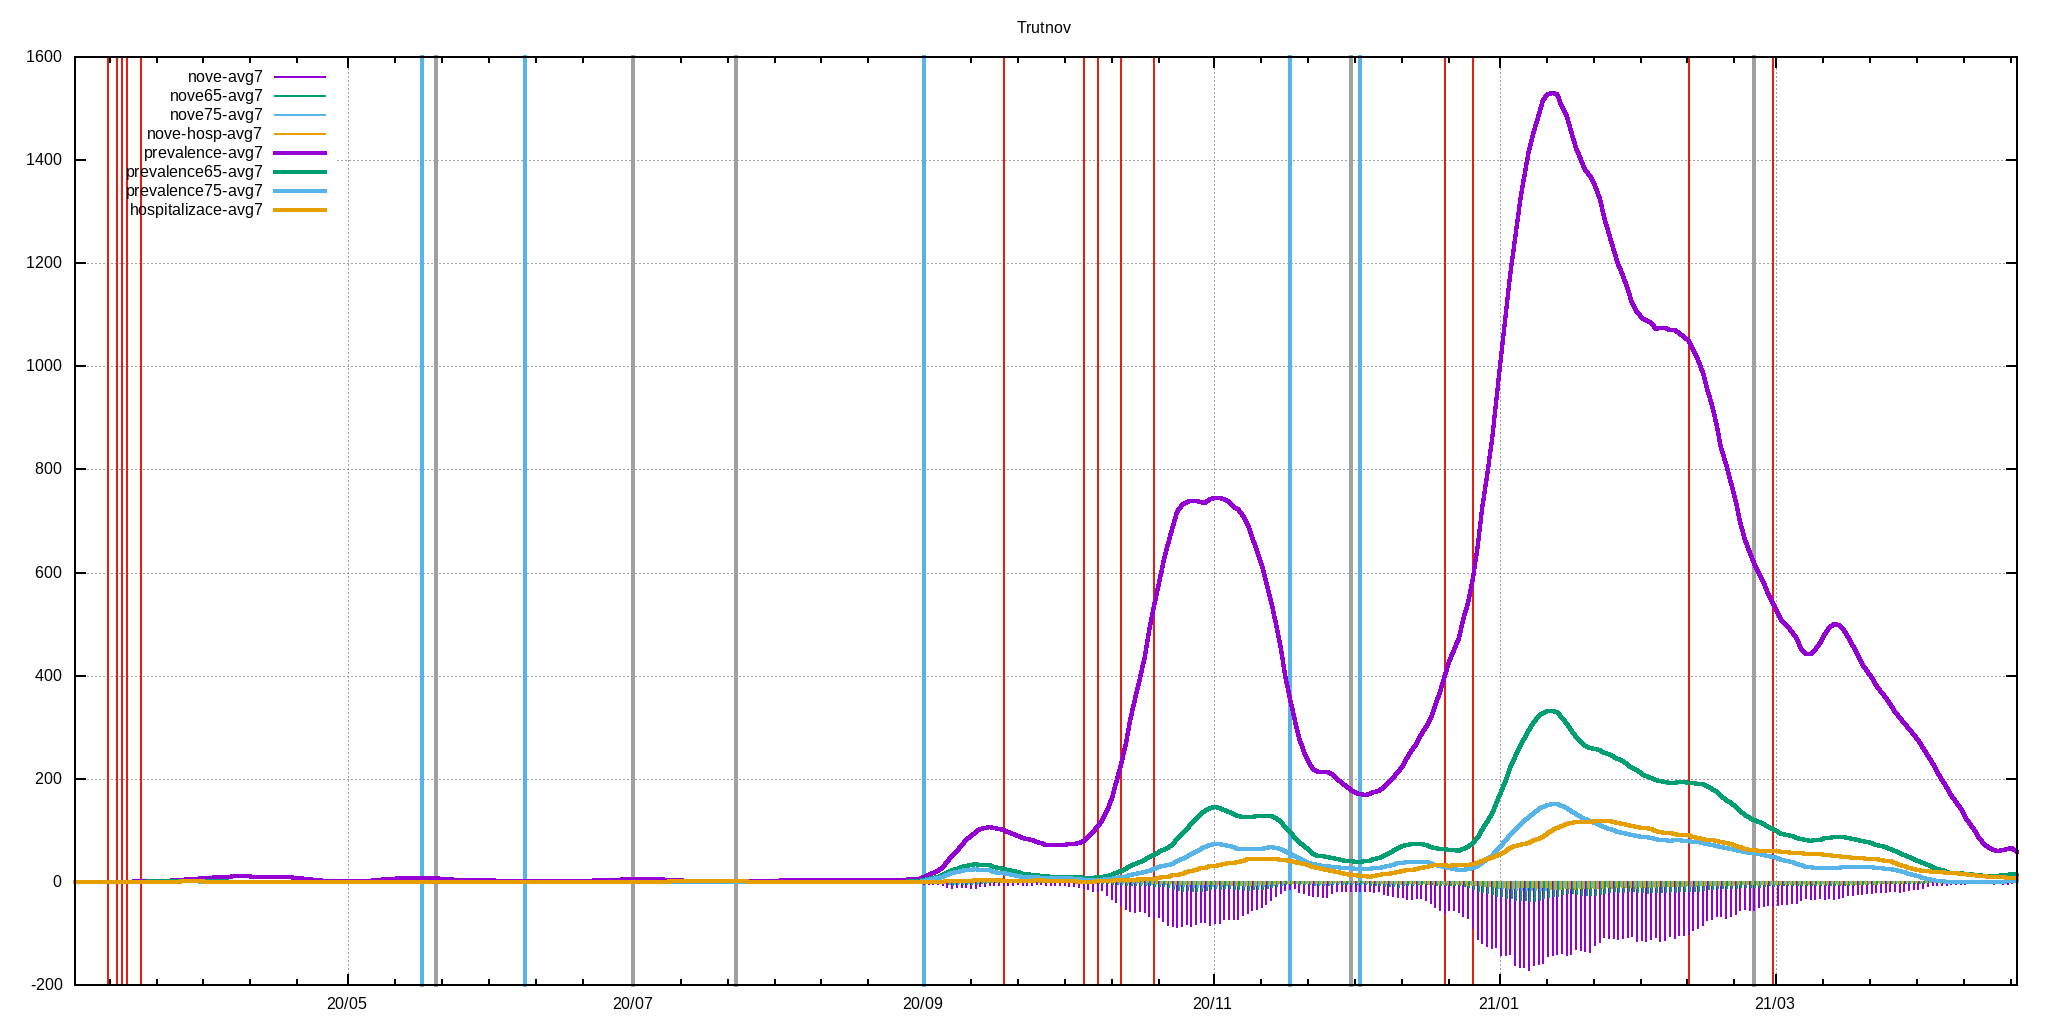 Trutnov
1600
1400
1200
1000
800
600
400
200
0
-200
nove-avg7
nove65-avg7
nove75-avg7
nove-hosp-avg7
prevalence-avg7
prevalence65-avg7
prevalence75-avg7
hospitalizace-avg7
20/05 20/07 20/09 20/11 21/01 21/03